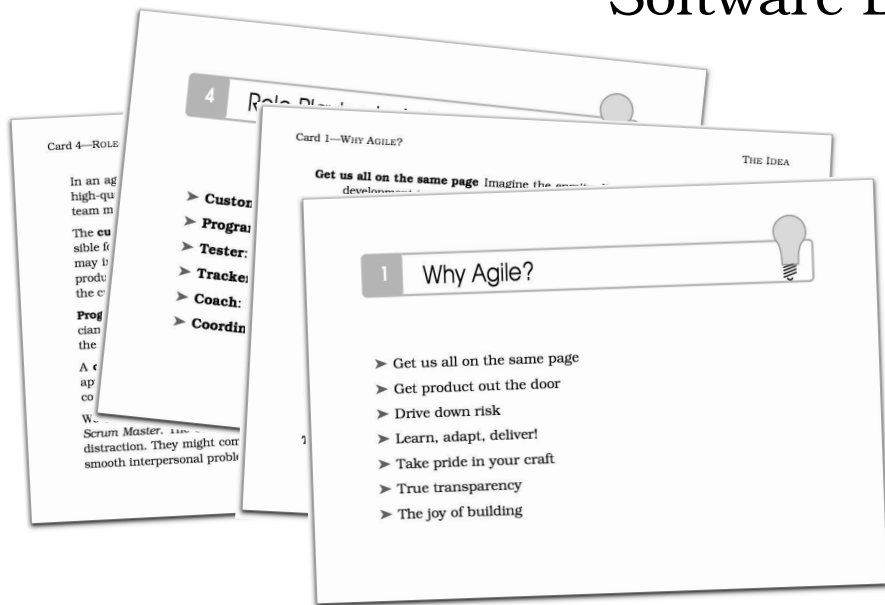 Software
Card 4—ROLE
In an ag
high-qu
team m
The cu
sible fo
may i
produ
the c
Prog
cian
the
A c
ap
co
Scrum Master.
distraction. They might com
smooth interpersonal proble
4
➤ Custom
➤ Program
➤ Tester:
➤ Tracker
➤ Coach:
➤ Coordin
Card 1—WHY AGILE?
THE IDEA
Get us all on the same page Imagine the
development
1 Why Agile?
➤ Get us all on the same page
➤ Get product out the door
➤ Drive down risk
➤ Learn, adapt, deliver!
➤ Take pride in your craft
➤ True transparency
➤ The joy of building